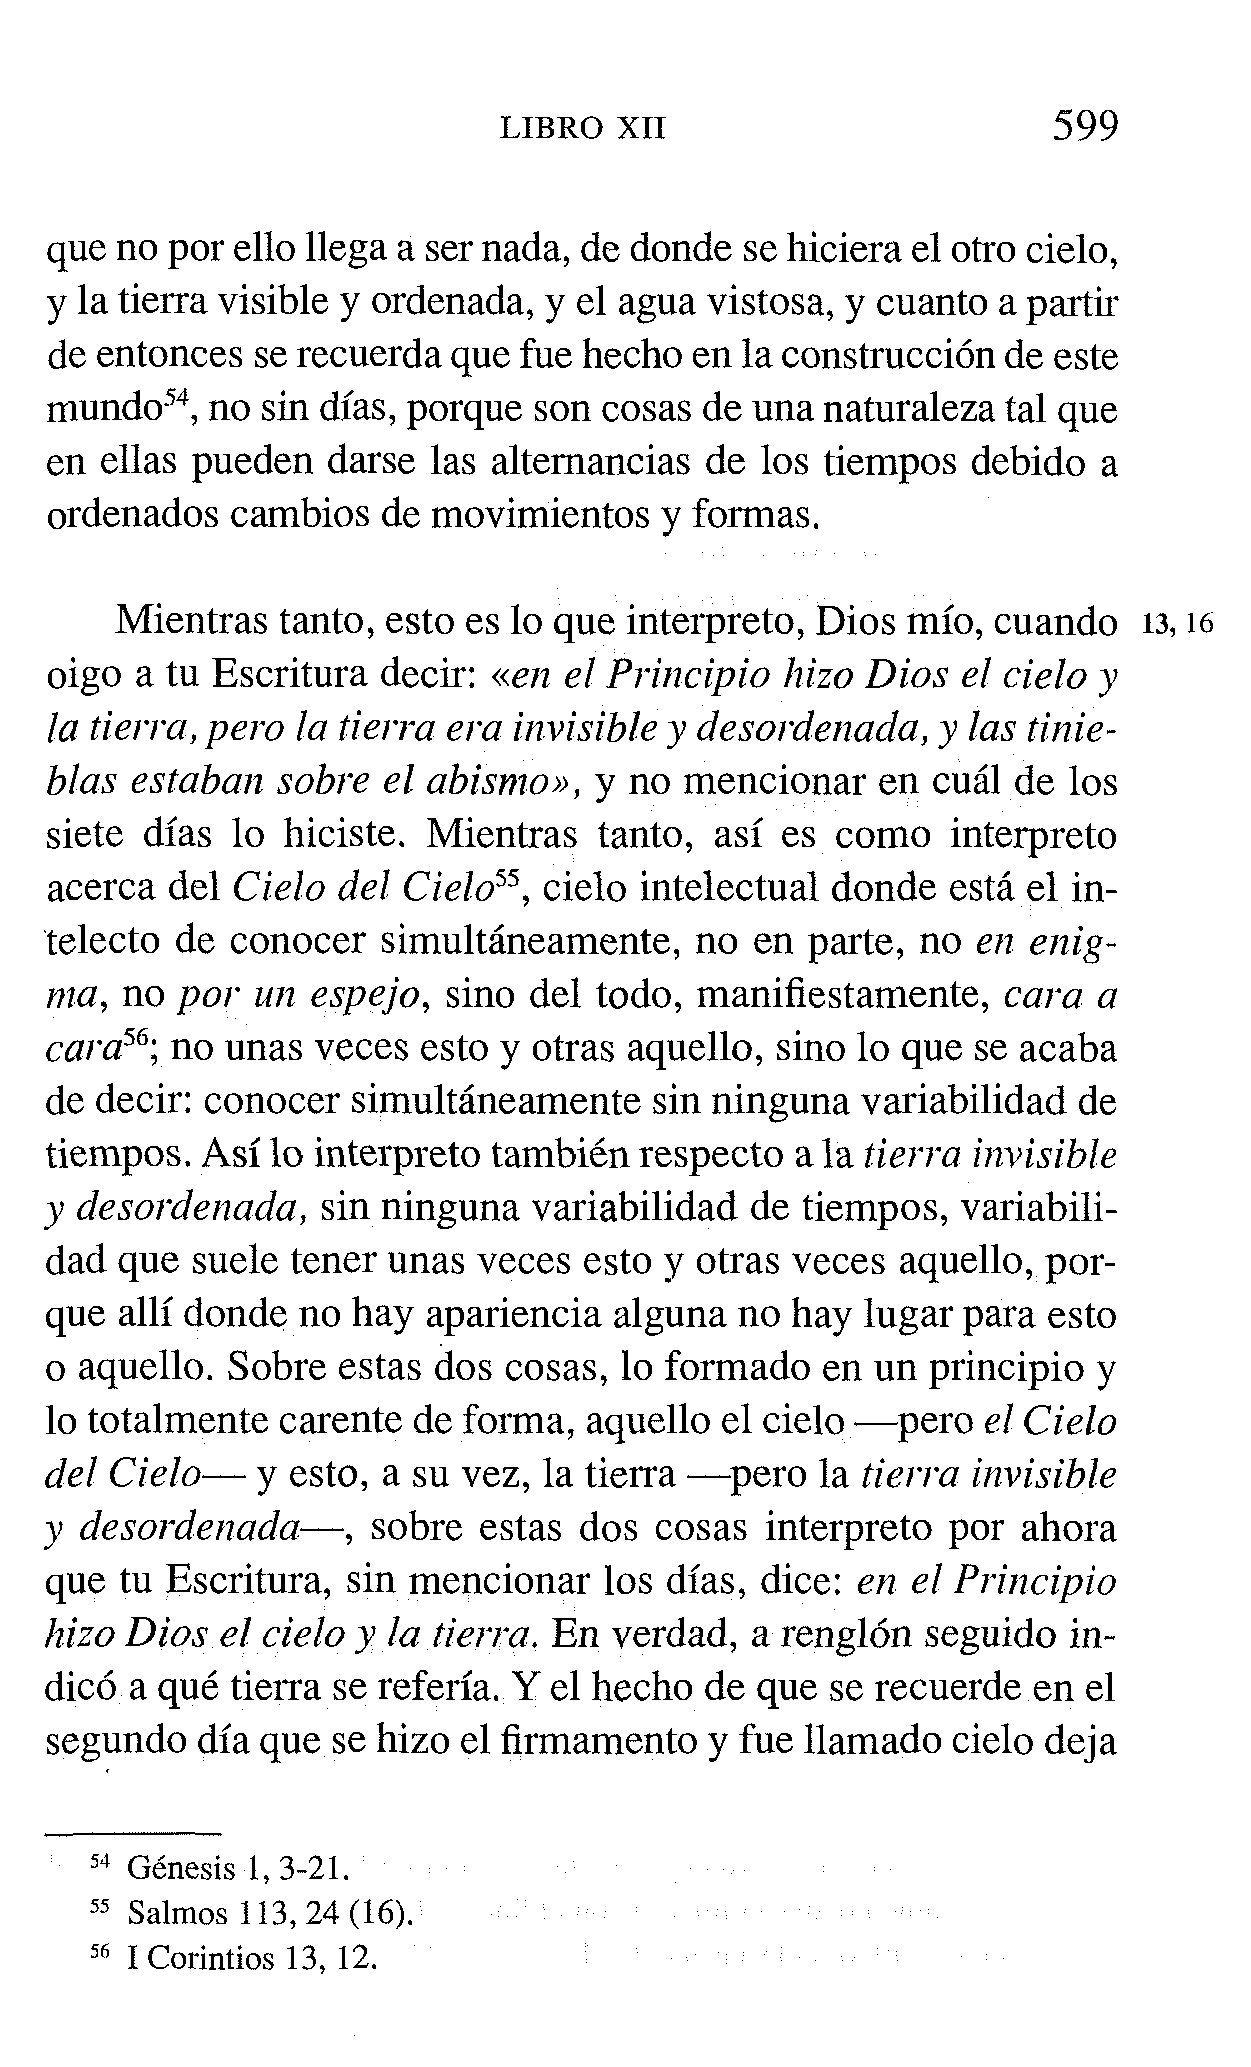 LIBRO XII 599
que no por ello llega a ser nada, de donde se hiciera el otro cielo,
y la tierra visible y ordenada, y el agua vistosa, y cuanto a partir
de entonces se recuerda que fue hecho en la construcción de este
mundo⁵⁴, no sin días, porque son cosas de una naturaleza tal que
en ellas pueden darse las alternancias de los tiempos debido a
ordenados cambios de movimientos y formas.
Mientras tanto, esto es lo que interpreto, Dios mío, cuando 13, 16
oigo a tu Escritura decir: «en el Principio hizo Dios el cielo y
la tierra, pero la tierra era invisible y desordenada, y las tinie-
blas estaban sobre el abismo», y no mencionar en cuál de los
siete días lo hiciste. Mientras tanto, así es como interpreto
acerca del Cielo del Cielo⁵⁵, cielo intelectual donde está el in-
telecto de conocer simultáneamente, no en parte, no en enig-
ma, no por un espejo, sino del todo, manifiestamente, cara a
cara⁵⁶; no unas veces esto y otras aquello, sino lo que se acaba
de decir: conocer simultáneamente sin ninguna variabilidad de
tiempos. Así lo interpreto también respecto a la tierra invisible
y desordenada, sin ninguna variabilidad de tiempos, variabili-
dad que suele tener unas veces esto y otras veces aquello, por-
que allí donde no hay apariencia alguna no hay lugar para esto
o aquello. Sobre estas dos cosas, lo formado en un principio y
lo totalmente carente de forma, aquello el cielo —pero el Cielo
del Cielo— y esto, a su vez, la tierra —pero la tierra invisible
y desordenada—, sobre estas dos cosas interpreto por ahora
que tu Escritura, sin mencionar los días, dice: en el Principio
hizo Dios el cielo y la tierra. En verdad, a renglón seguido in-
dicó a qué tierra se refería. Y el hecho de que se recuerde en el
segundo día que se hizo el firmamento y fue llamado cielo deja
⁵⁴ Génesis 1, 3-21.
⁵⁵ Salmos 113, 24 (16).
⁵⁶ I Corintios 13, 12.